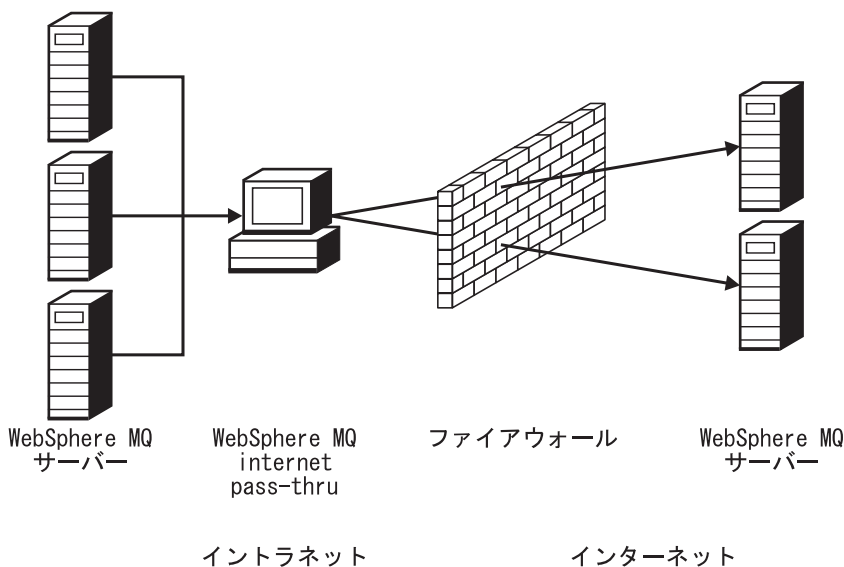 WebSphere MQ
サーバー
WebSphere MQ
internet
pass-thru
ファイアウォール
WebSphere MQ
サーバー
イントラネット
インターネット